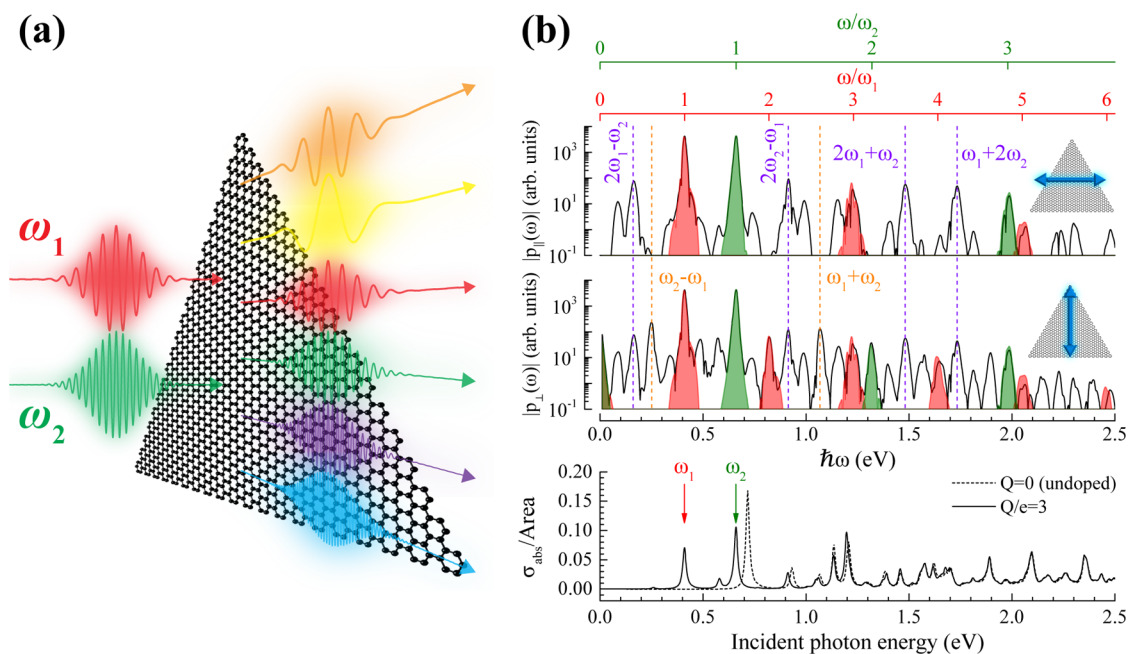 (a)
ω₁
ω₂
(b)
ω/ω₂
0 1 2 3
ω/ω₁
0 1 2 3 4 5 6
|p∥(ω)| (arb. units)
10³
10¹
10⁻¹
2ω₁-ω₂
2ω₂-ω₁
2ω₁+ω₂
ω₁+2ω₂
|p⊥(ω)| (arb. units)
10³
10¹
10⁻¹
ω₂-ω₁
ω₁+ω₂
0.0 0.5 1.0 1.5 2.0 2.5
ħω (eV)
σabs/Area
0.20
0.15
0.10
0.05
0.00
ω₁
ω₂
Q=0 (undoped)
Q/e=3
0.0 0.5 1.0 1.5 2.0 2.5
Incident photon energy (eV)